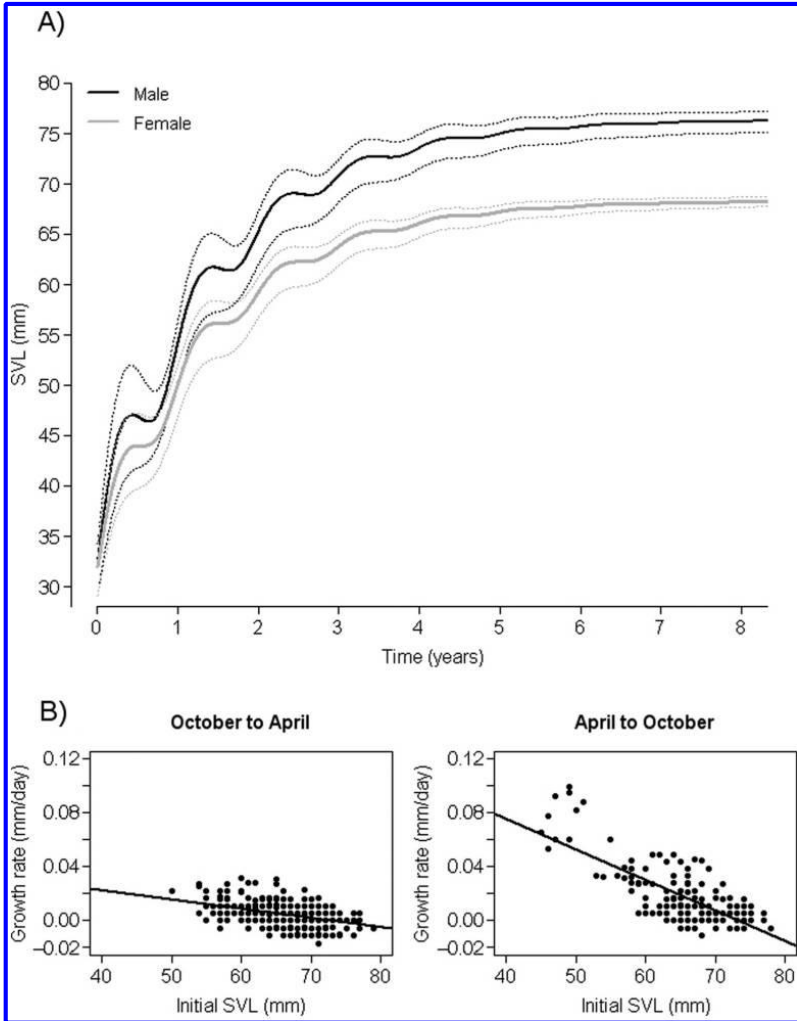 A)
80
75
70
65
60
55
50
45
40
35
30
SVL (mm)
Male
Female
0 1 2 3 4 5 6 7 8
Time (years)
B)
October to April
0.12
0.08
0.04
0.00
–0.02
Growth rate (mm/day)
40 50 60 70 80
Initial SVL (mm)
April to October
0.12
0.08
0.04
0.00
–0.02
Growth rate (mm/day)
40 50 60 70 80
Initial SVL (mm)